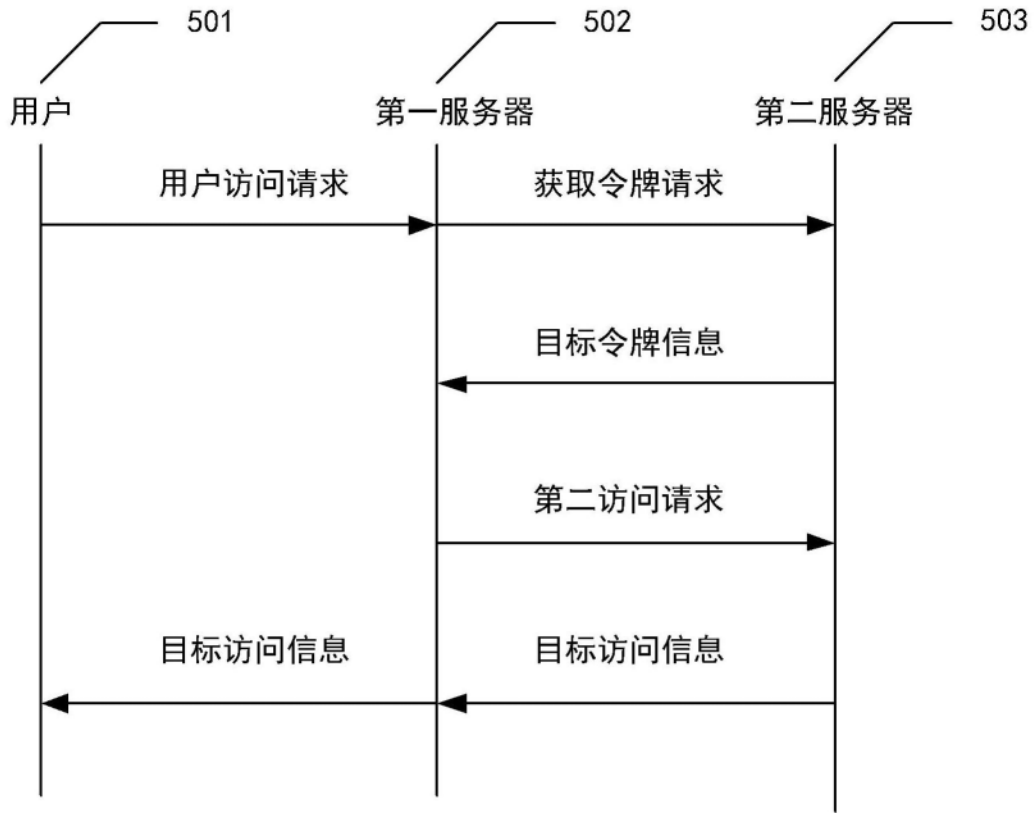 501
502
503
用户
第一服务器
第二服务器
用户访问请求
获取令牌请求
目标令牌信息
第二访问请求
目标访问信息
目标访问信息